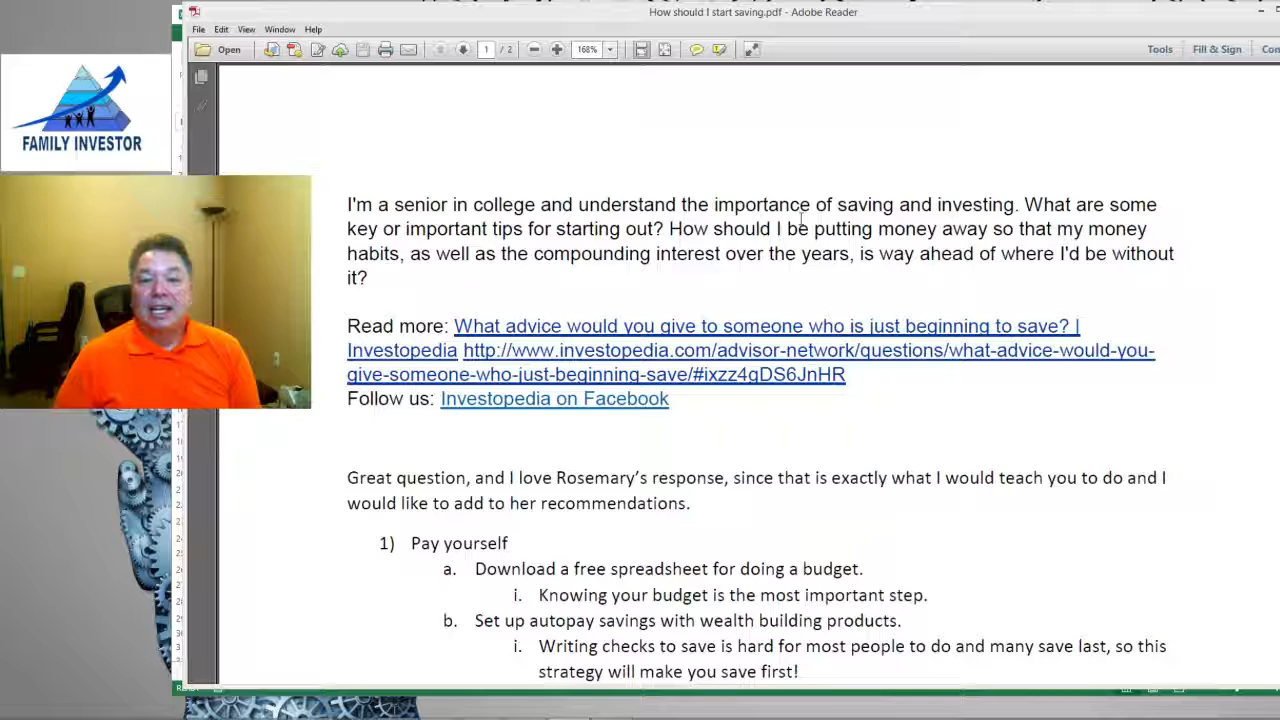 How should I start saving.pdf - Adobe Reader
File Edit View Window Help
Open 1 / 2 168% Tools Fill & Sign
FAMILY INVESTOR
I'm a senior in college and understand the importance of saving and investing. What are some
key or important tips for starting out? How should I be putting money away so that my money
habits, as well as the compounding interest over the years, is way ahead of where I'd be without
it?
Read more: What advice would you give to someone who is just beginning to save? |
Investopedia http://www.investopedia.com/advisor-network/questions/what-advice-would-you-
give-someone-who-just-beginning-save/#ixzz4gDS6JnHR
Follow us: Investopedia on Facebook
Great question, and I love Rosemary’s response, since that is exactly what I would teach you to do and I
would like to add to her recommendations.
1) Pay yourself
a. Download a free spreadsheet for doing a budget.
i. Knowing your budget is the most important step.
b. Set up autopay savings with wealth building products.
i. Writing checks to save is hard for most people to do and many save last, so this
strategy will make you save first!